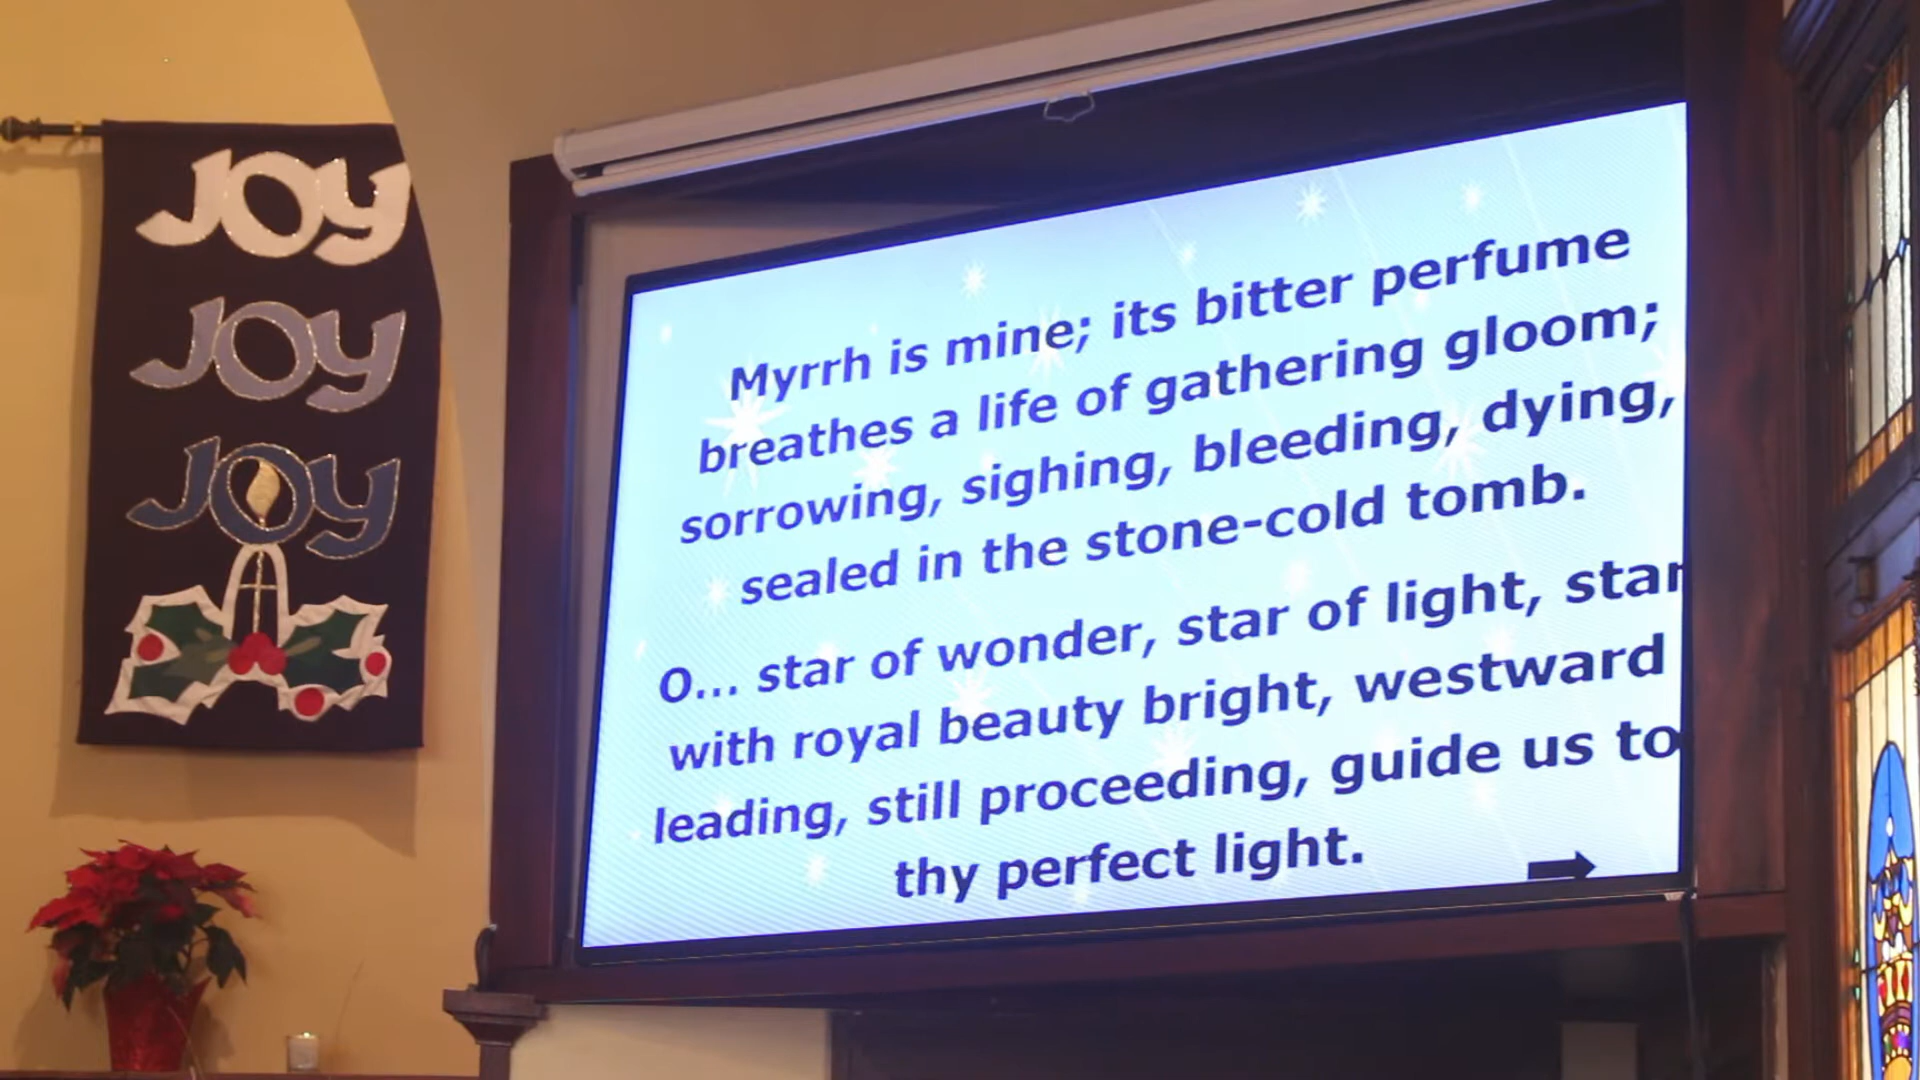 JOY
JOY
JOY
Myrrh is mine; its bitter perfume
breathes a life of gathering gloom;
sorrowing, sighing, bleeding, dying,
sealed in the stone-cold tomb.
O... star of wonder, star of light, star
with royal beauty bright, westward
leading, still proceeding, guide us to
thy perfect light.